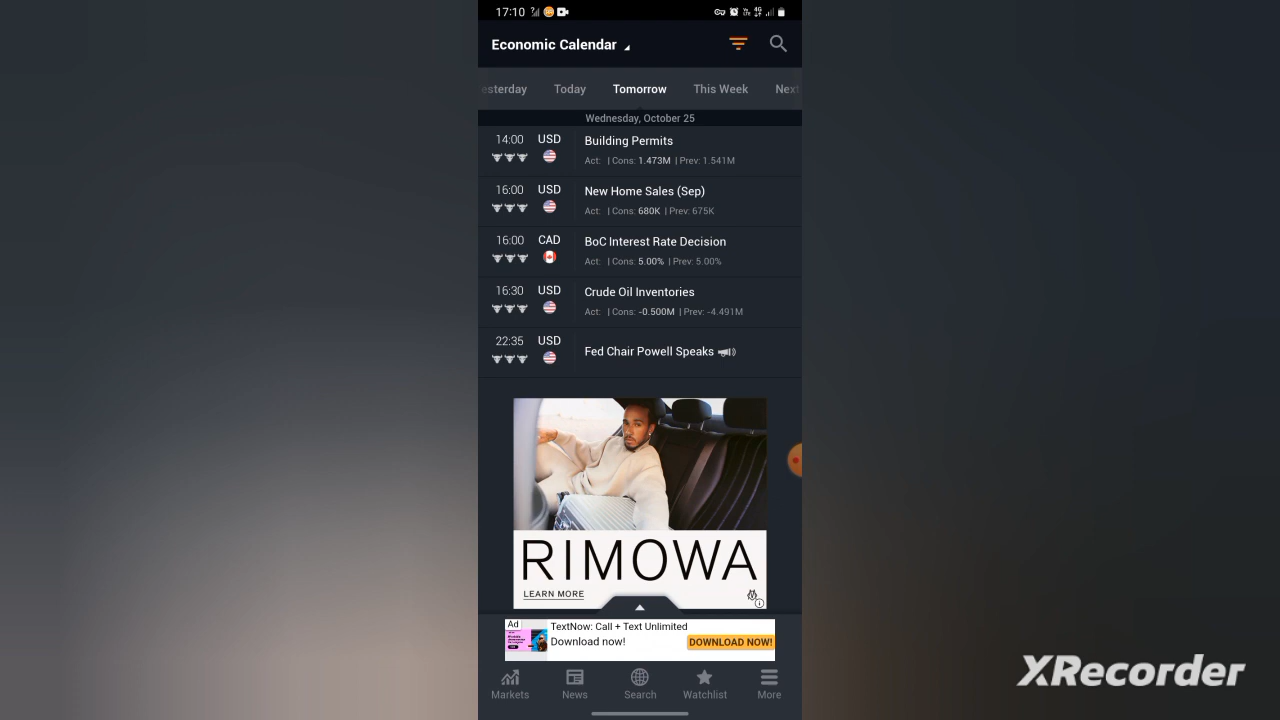 17:10
4G
Economic Calendar
esterday Today Tomorrow This Week Next
Wednesday, October 25
14:00 USD Building Permits
Act: | Cons: 1.473M | Prev: 1.541M
16:00 USD New Home Sales (Sep)
Act: | Cons: 680K | Prev: 675K
16:00 CAD BoC Interest Rate Decision
Act: | Cons: 5.00% | Prev: 5.00%
16:30 USD Crude Oil Inventories
Act: | Cons: -0.500M | Prev: -4.491M
22:35 USD Fed Chair Powell Speaks
RIMOWA
LEARN MORE
Ad
TextNow: Call + Text Unlimited
Download now!
DOWNLOAD NOW!
Markets News Search Watchlist More
XRecorder